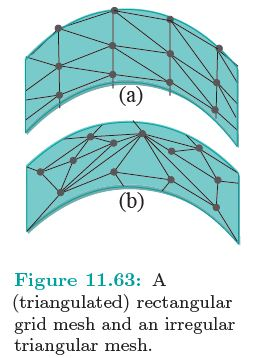 (a)
(b)
Figure 11.63: A
(triangulated) rectangular
grid mesh and an irregular
triangular mesh.